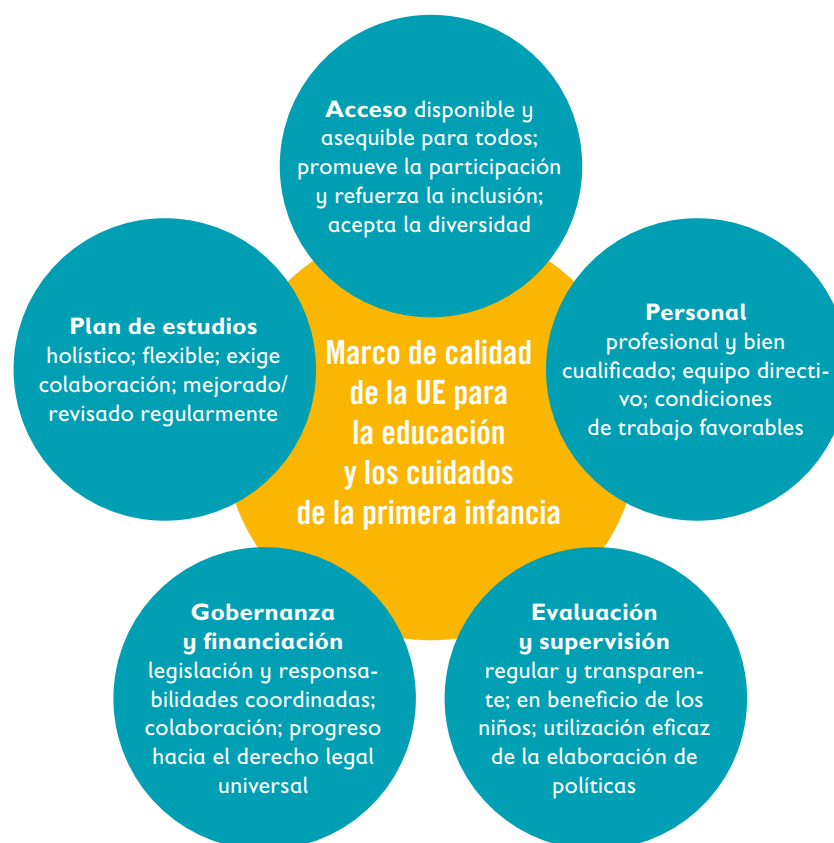 Acceso disponible y
asequible para todos;
promueve la participación
y refuerza la inclusión;
acepta la diversidad
Plan de estudios
holístico; flexible; exige
colaboración; mejorado/
revisado regularmente
Marco de calidad
de la UE para
la educación
y los cuidados
de la primera infancia
Personal
profesional y bien
cualificado; equipo directi-
vo; condiciones
de trabajo favorables
Gobernanza
y financiación
legislación y responsa-
bilidades coordinadas;
colaboración; progreso
hacia el derecho legal
universal
Evaluación
y supervisión
regular y transparen-
te; en beneficio de los
niños; utilización eficaz
de la elaboración de
políticas